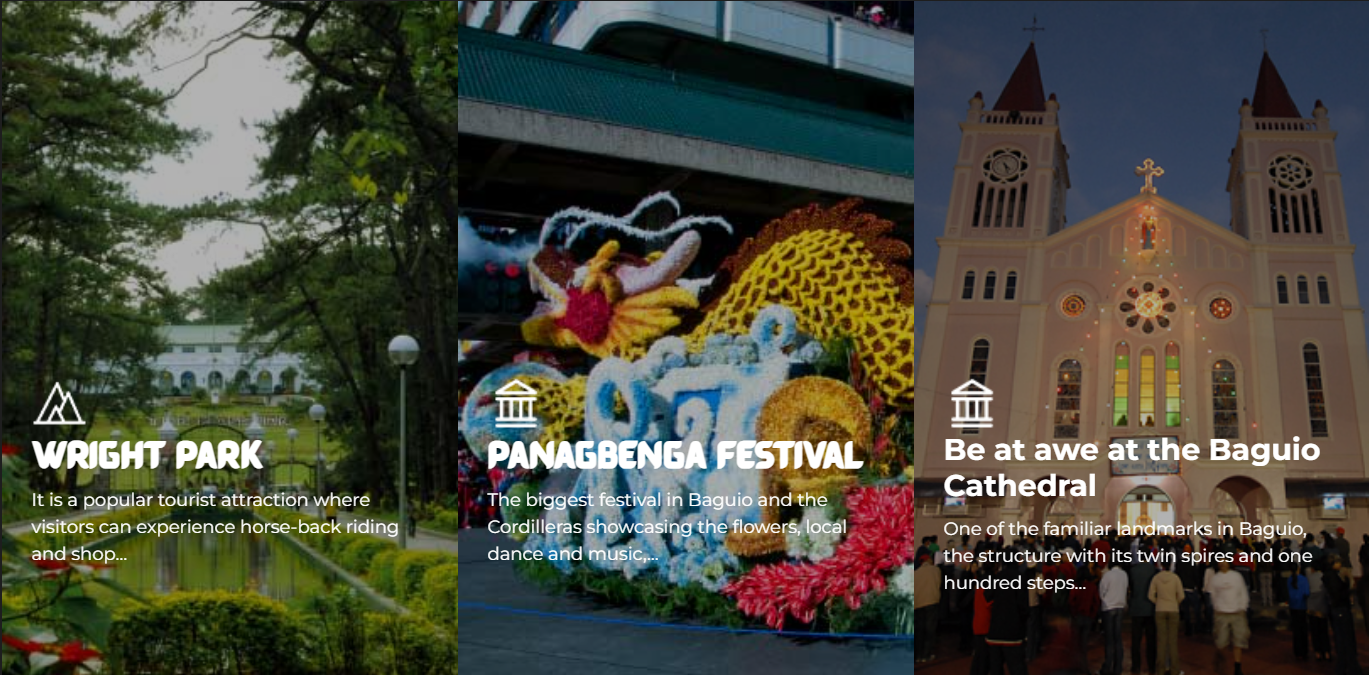 WRIGHT PARK
It is a popular tourist attraction where
visitors can experience horse-back riding
and shop...
PANAGBENGA FESTIVAL
The biggest festival in Baguio and the
Cordilleras showcasing the flowers, local
dance and music,...
Be at awe at the Baguio
Cathedral
One of the familiar landmarks in Baguio,
the structure with its twin spires and one
hundred steps...